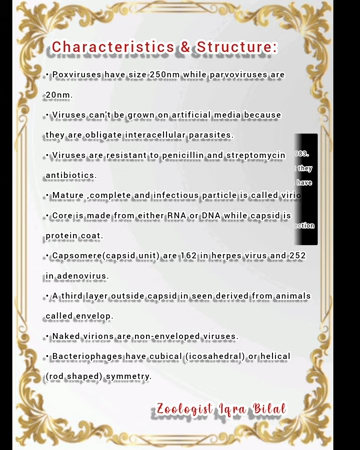 Characteristics & Structure:
• Poxviruses have size 250nm while parvoviruses are
20nm.
• Viruses can't be grown on artificial media because
they are obligate interacellular parasites.
• Viruses are resistant to penicillin and streptomycin
antibiotics.
• Mature ,complete and infectious particle is called
• Core is made from either RNA or DNA while capsid is
protein coat.
• Capsomere(capsid unit) are 162 in herpes virus and 252
in adenovirus.
• A third layer outside capsid in seen derived from animals
called envelop.
•Naked virions are non-enveloped viruses.
• Bacteriophages have cubical (icosahedral) or helical
(rod shaped) symmetry.
they
have
Zoologist Iqra Bilal